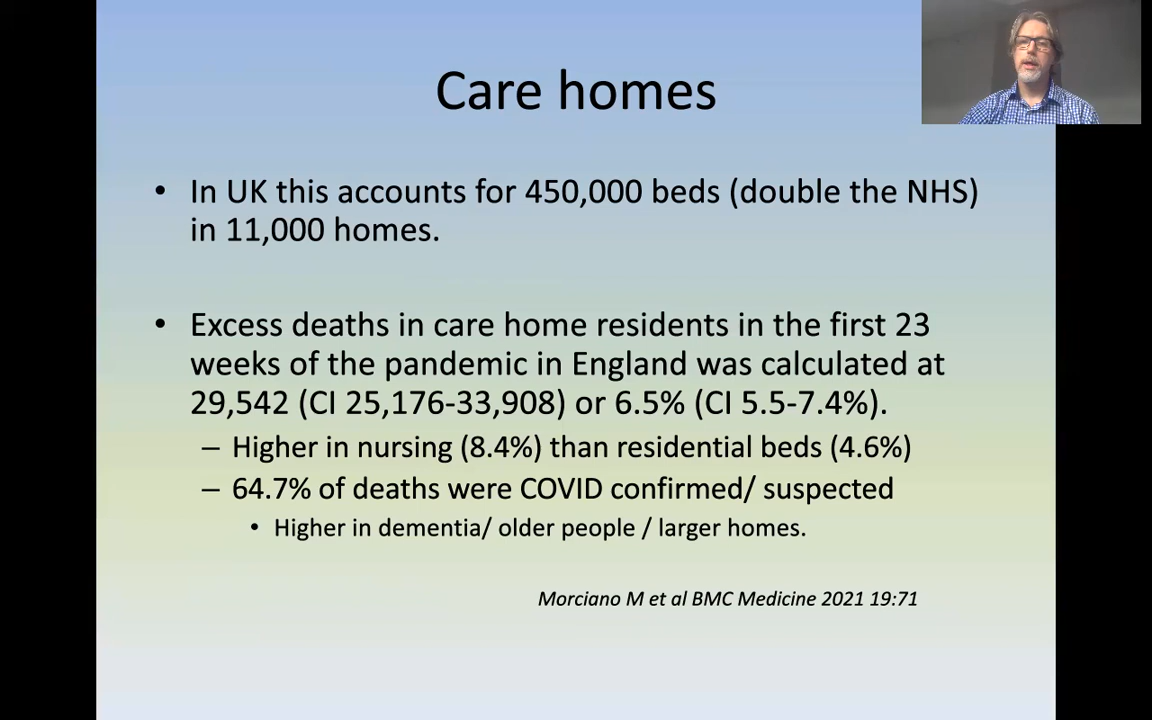 Care homes
• In UK this accounts for 450,000 beds (double the NHS)
in 11,000 homes.
• Excess deaths in care home residents in the first 23
weeks of the pandemic in England was calculated at
29,542 (CI 25,176-33,908) or 6.5% (CI 5.5-7.4%).
– Higher in nursing (8.4%) than residential beds (4.6%)
– 64.7% of deaths were COVID confirmed/ suspected
• Higher in dementia/ older people / larger homes.
Morciano M et al BMC Medicine 2021 19:71